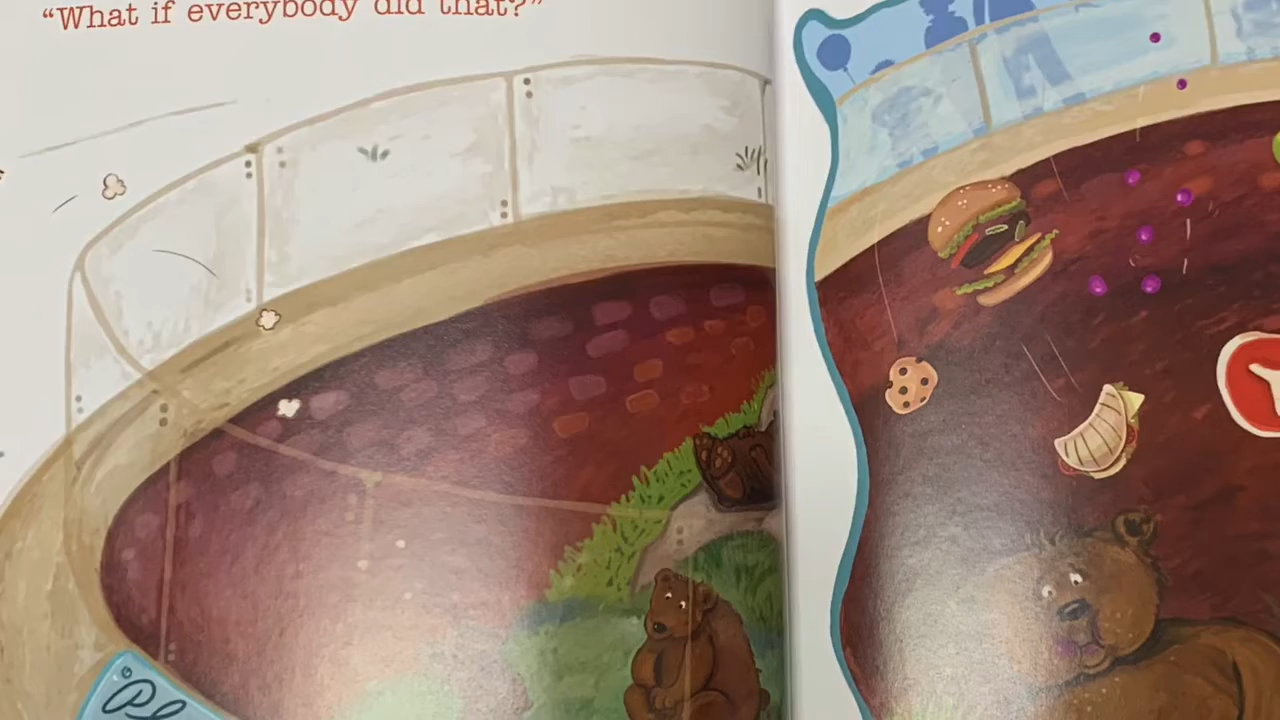 “What if everybody did that?”